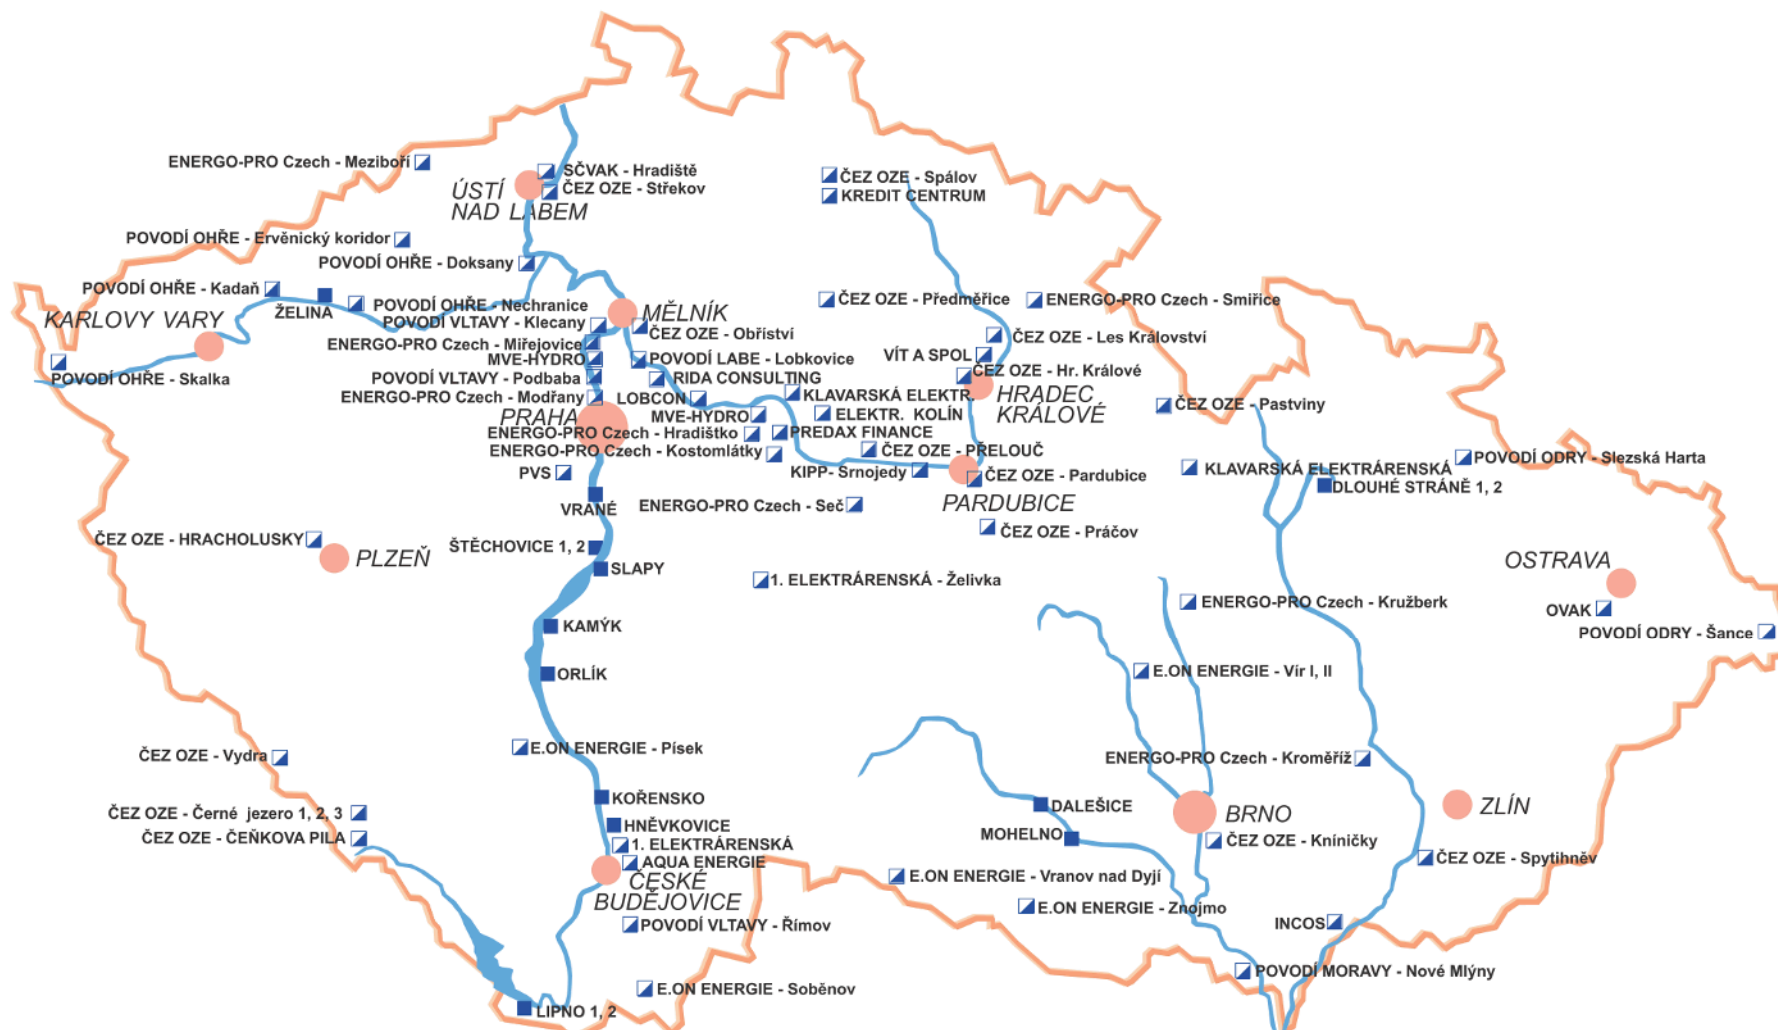 ENERGO-PRO Czech - Meziboří
SČVAK - Hradiště
ČEZ OZE - Střekov
ÚSTÍ
NAD LABEM
ČEZ OZE - Spálov
KREDIT CENTRUM
POVODÍ OHŘE - Ervěnický koridor
POVODÍ OHŘE - Doksany
POVODÍ OHŘE - Kadaň
ŽELINA
POVODÍ OHŘE - Nechranice
KARLOVY VARY
POVODÍ OHŘE - Skalka
MĚLNÍK
POVODÍ VLTAVY - Klecany
ČEZ OZE - Obříství
ENERGO-PRO Czech - Miřejovice
MVE-HYDRO
POVODÍ LABE - Lobkovice
POVODÍ VLTAVY - Podbaba
RIDA CONSULTING
ENERGO-PRO Czech - Modřany
LOBCON
PRAHA
MVE-HYDRO
ČEZ OZE - Předměřice
ENERGO-PRO Czech - Smiřice
ČEZ OZE - Les Království
VÍT A SPOL
ČEZ OZE - Hr. Králové
HRADEC
KRÁLOVÉ
KLAVARSKÁ ELEKTR.
ELEKTR. KOLÍN
ENERGO-PRO Czech - Hradištko
PREDAX FINANCE
ENERGO-PRO Czech - Kostomlátky
ČEZ OZE - PŘELOUČ
KIPP- Srnojedy
ČEZ OZE - Pardubice
PARDUBICE
PVS
VRANÉ
ENERGO-PRO Czech - Seč
ČEZ OZE - Práčov
ČEZ OZE - Pastviny
KLAVARSKÁ ELEKTRÁRENSKÁ
POVODÍ ODRY - Slezská Harta
DLOUHÉ STRÁNĚ 1, 2
ČEZ OZE - HRACHOLUSKY
PLZEŇ
ŠTĚCHOVICE 1, 2
SLAPY
1. ELEKTRÁRENSKÁ - Želivka
OSTRAVA
OVAK
POVODÍ ODRY - Šance
ENERGO-PRO Czech - Kružberk
KAMÝK
ORLÍK
E.ON ENERGIE - Vír I, II
E.ON ENERGIE - Písek
ČEZ OZE - Vydra
ENERGO-PRO Czech - Kroměříž
KOŘENSKO
DALEŠICE
BRNO
ZLÍN
ČEZ OZE - Černé jezero 1, 2, 3
HNĚVKOVICE
MOHELNO
ČEZ OZE - ČEŇKOVA PILA
1. ELEKTRÁRENSKÁ
ČEZ OZE - Kníničky
AQUA ENERGIE
ČEZ OZE - Spytihněv
ČESKÉ
BUDĚJOVICE
E.ON ENERGIE - Vranov nad Dyjí
E.ON ENERGIE - Znojmo
POVODÍ VLTAVY - Římov
INCOS
POVODÍ MORAVY - Nové Mlýny
E.ON ENERGIE - Soběnov
LIPNO 1, 2